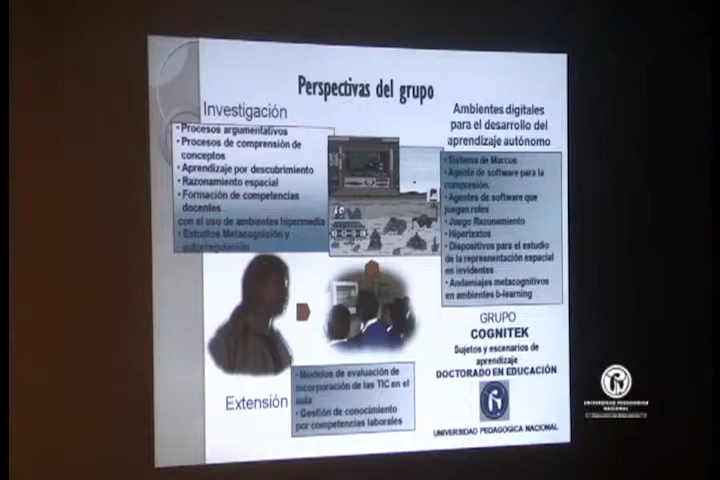 Perspectivas del grupo
Investigación
• Procesos argumentativos
• Procesos de comprensión de
conceptos
• Aprendizaje por descubrimiento
• Razonamiento espacial
• Formación de competencias
docentes
con el uso de ambientes hipermedia
• Estudios Metacognición y
autorregulación
Ambientes digitales
para el desarrollo del
aprendizaje autónomo
• Sistema de Marcos
• Agente de software para la
compresión.
• Agentes de software que
juegan roles
• Juego Razonamiento
• Hipertextos
• Dispositivos para el estudio
de la representación espacial
en invidentes
• Andamiajes metacognitivos
en ambientes b-learning
Extensión
• Modelos de evaluación de
incorporación de las TIC en el
aula
• Gestión de conocimiento
por competencias laborales
GRUPO
COGNITEK
Sujetos y escenarios de
aprendizaje
DOCTORADO EN EDUCACIÓN
UNIVERSIDAD PEDAGOGICA NACIONAL
UNIVERSIDAD PEDAGOGICA
NACIONAL